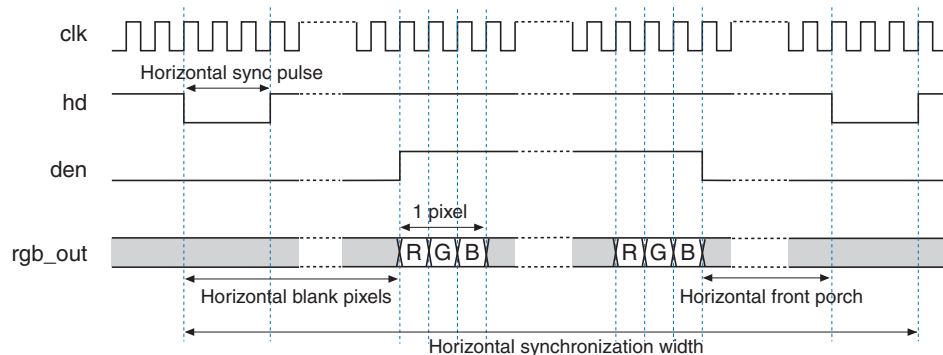 clk
Horizontal sync pulse
hd
den
1 pixel
rgb_out
R G B
R G B
Horizontal blank pixels
Horizontal front porch
Horizontal synchronization width